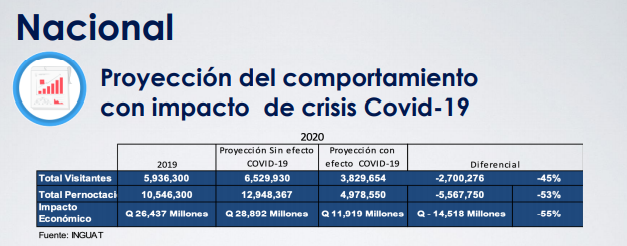 Nacional
Proyección del comportamiento
con impacto de crisis Covid-19
2020
2019 Proyección Sin efecto COVID-19 Proyección con efecto COVID-19 Diferencial
Total Visitantes 5,936,300 6,529,930 3,829,654 -2,700,276 -45%
Total Pernoctaci 10,546,300 12,948,367 4,978,550 -5,567,750 -53%
Impacto Económico Q 26,437 Millones Q 28,892 Millones Q 11,919 Millones Q - 14,518 Millones -55%
Fuente: INGUAT